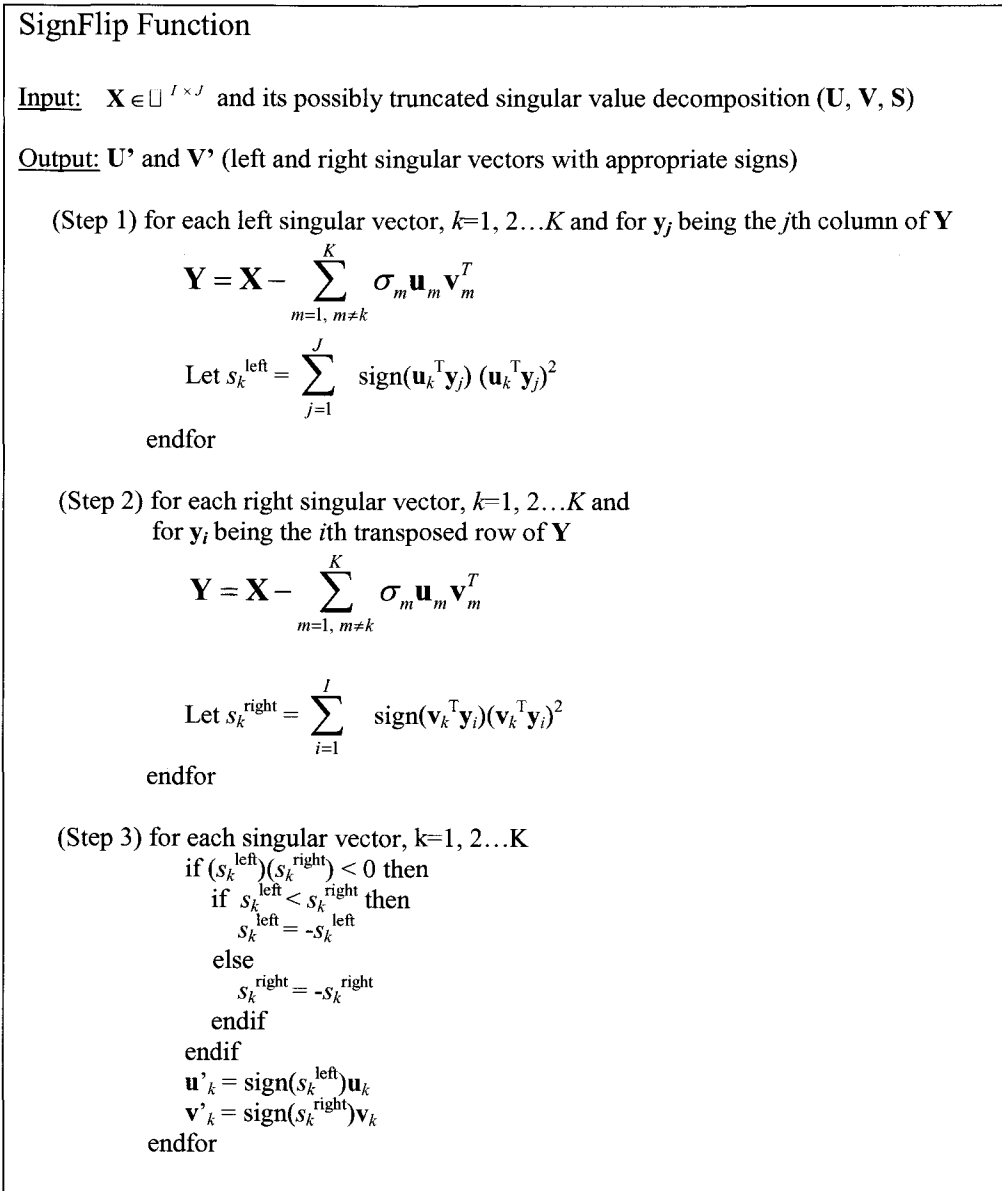 SignFlip Function
Input: X ∈ □ I × J and its possibly truncated singular value decomposition (U, V, S)
Output: U’ and V’ (left and right singular vectors with appropriate signs)
(Step 1) for each left singular vector, k=1, 2…K and for yj being the jth column of Y
Y = X − ∑_{m=1, m≠k}^{K} σ_m u_m v_m^T
Let s_k^left = ∑_{j=1}^{J} sign(u_k^T y_j) (u_k^T y_j)^2
endfor
(Step 2) for each right singular vector, k=1, 2…K and
for y_i being the ith transposed row of Y
Y = X − ∑_{m=1, m≠k}^{K} σ_m u_m v_m^T
Let s_k^right = ∑_{i=1}^{I} sign(v_k^T y_i)(v_k^T y_i)^2
endfor
(Step 3) for each singular vector, k=1, 2…K
if (s_k^left)(s_k^right) < 0 then
if s_k^left < s_k^right then
s_k^left = -s_k^left
else
s_k^right = -s_k^right
endif
endif
u’_k = sign(s_k^left)u_k
v’_k = sign(s_k^right)v_k
endfor